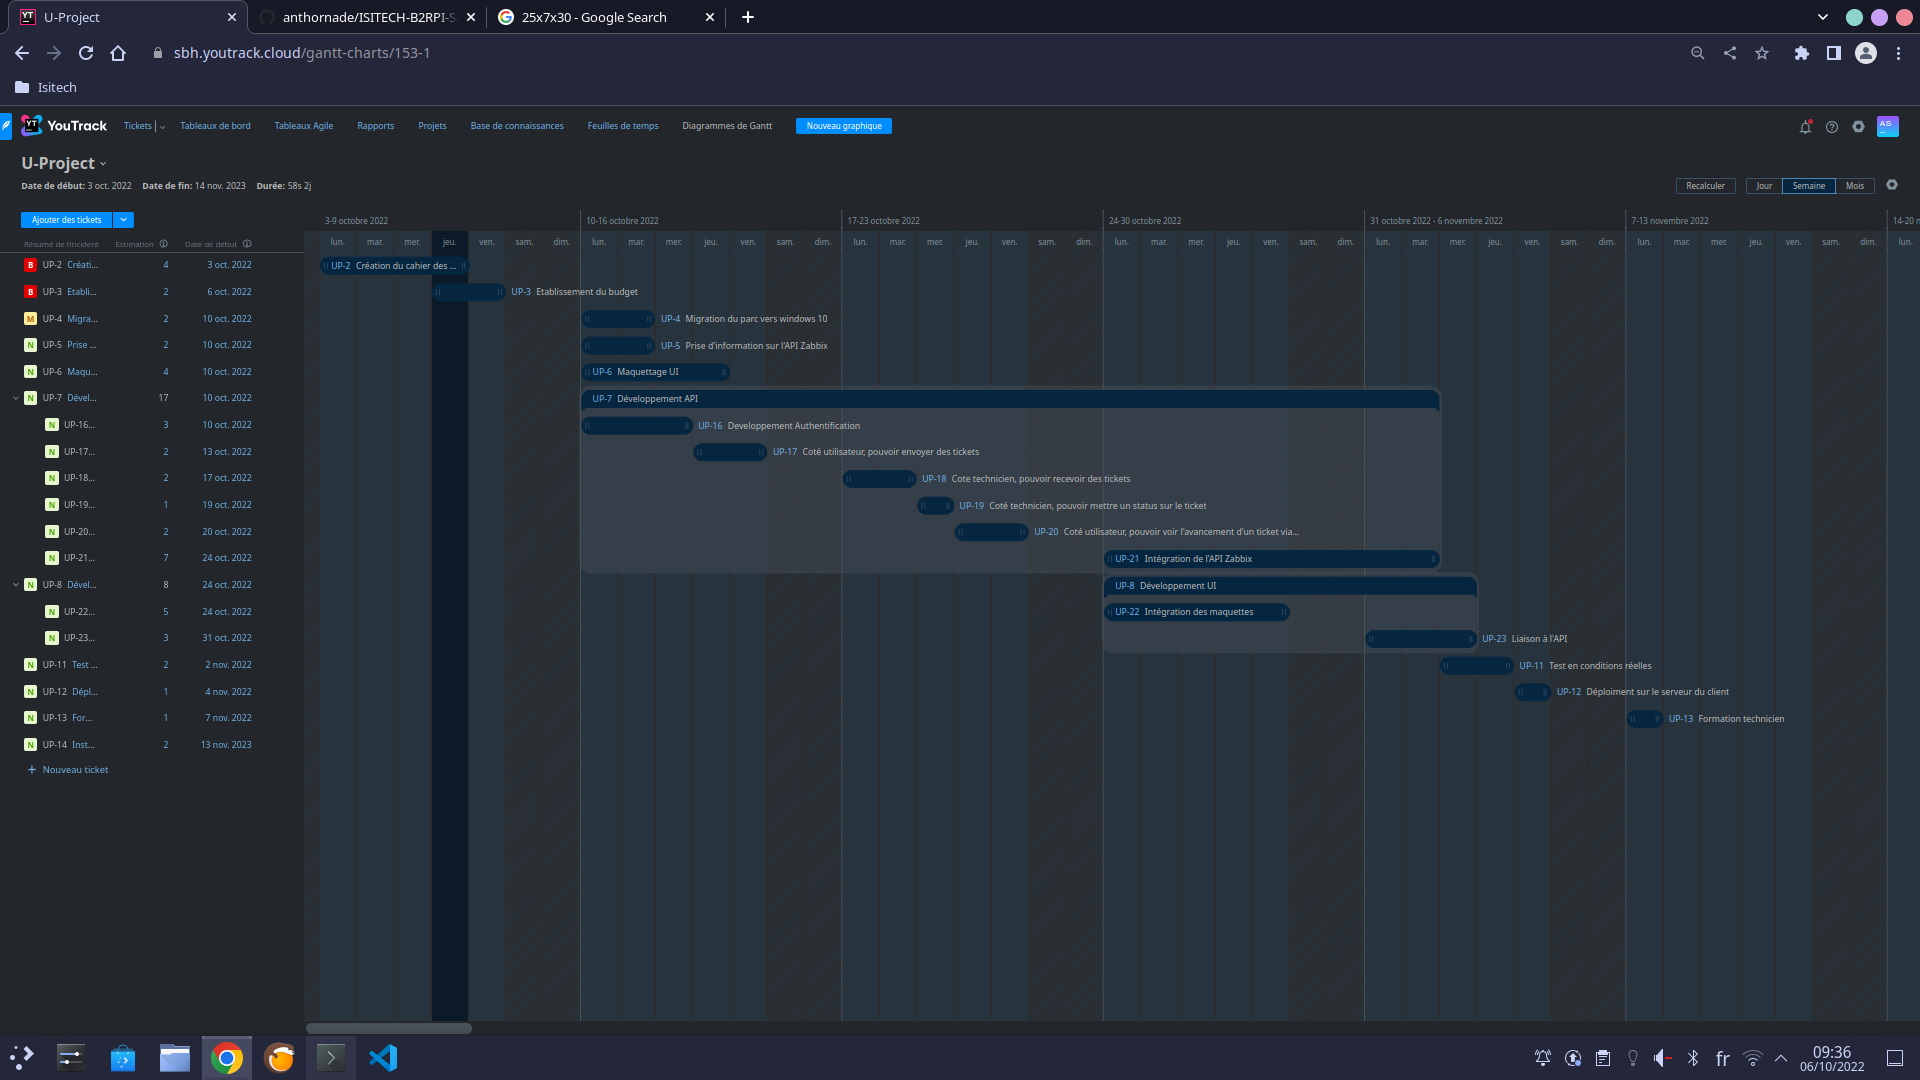 U-Project
anthornade/ISITECH-B2RPI-S
25x7x30 - Google Search
sbh.youtrack.cloud/gantt-charts/153-1
Isitech
YT YouTrack
Tickets
Tableaux de bord
Tableaux Agile
Rapports
Projets
Base de connaissances
Feuilles de temps
Diagrammes de Gantt
Nouveau graphique
AS
U-Project
Date de début: 3 oct. 2022 Date de fin: 14 nov. 2023 Durée: 58s 2j
Recalculer Jour Semaine Mois
Ajouter des tickets
3-9 octobre 2022 10-16 octobre 2022 17-23 octobre 2022 24-30 octobre 2022 31 octobre 2022 - 6 novembre 2022 7-13 novembre 2022 14-20 n
Résumé de l'incident Estimation Date de début
lun. mar. mer. jeu. ven. sam. dim. lun. mar. mer. jeu. ven. sam. dim. lun. mar. mer. jeu. ven. sam. dim. lun. mar. mer. jeu. ven. sam. dim. lun. mar. mer. jeu. ven. sam. dim. lun. mar. mer. jeu. ven. sam. dim. lun.
B UP-2 Créati... 4 3 oct. 2022 UP-2 Création du cahier des ...
B UP-3 Etabli... 2 6 oct. 2022 UP-3 Etablissement du budget
M UP-4 Migra... 2 10 oct. 2022 UP-4 Migration du parc vers windows 10
N UP-5 Prise ... 2 10 oct. 2022 UP-5 Prise d'information sur l'API Zabbix
N UP-6 Maqu... 4 10 oct. 2022 UP-6 Maquettage UI
N UP-7 Dével... 17 10 oct. 2022 UP-7 Développement API
N UP-16... 3 10 oct. 2022 UP-16 Developpement Authentification
N UP-17... 2 13 oct. 2022 UP-17 Coté utilisateur, pouvoir envoyer des tickets
N UP-18... 2 17 oct. 2022 UP-18 Cote technicien, pouvoir recevoir des tickets
N UP-19... 1 19 oct. 2022 UP-19 Coté technicien, pouvoir mettre un status sur le ticket
N UP-20... 2 20 oct. 2022 UP-20 Coté utilisateur, pouvoir voir l'avancement d'un ticket via...
N UP-21... 7 24 oct. 2022 UP-21 Intégration de l'API Zabbix
N UP-8 Dével... 8 24 oct. 2022 UP-8 Développement UI
N UP-22... 5 24 oct. 2022 UP-22 Intégration des maquettes
N UP-23... 3 31 oct. 2022 UP-23 Liaison à l'API
N UP-11 Test ... 2 2 nov. 2022 UP-11 Test en conditions réelles
N UP-12 Dépl... 1 4 nov. 2022 UP-12 Déploiment sur le serveur du client
N UP-13 For... 1 7 nov. 2022 UP-13 Formation technicien
N UP-14 Inst... 2 13 nov. 2023
+ Nouveau ticket
fr
09:36
06/10/2022